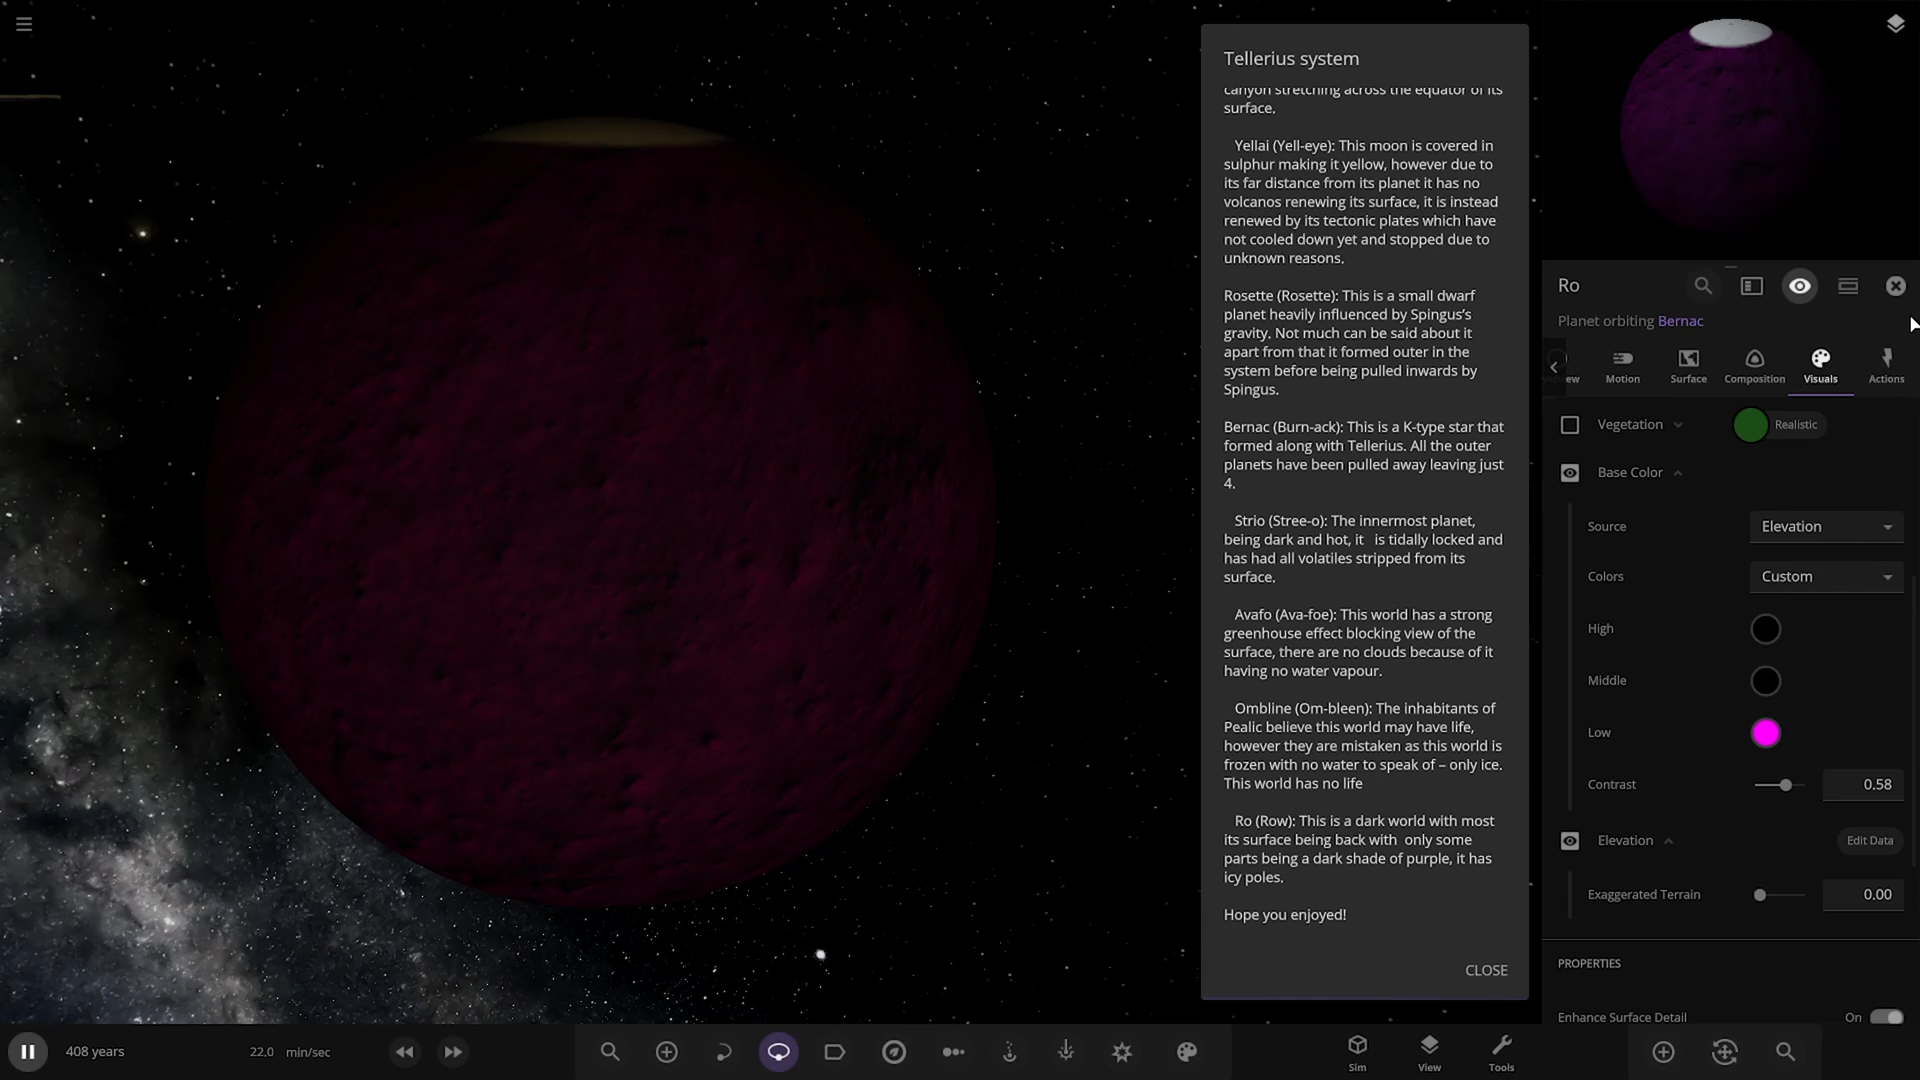 Tellerius system
canyon stretching across the equator of its
surface.
Yellai (Yell-eye): This moon is covered in
sulphur making it yellow, however due to
its far distance from its planet it has no
volcanos renewing its surface, it is instead
renewed by its tectonic plates which have
not cooled down yet and stopped due to
unknown reasons.
Rosette (Rosette): This is a small dwarf
planet heavily influenced by Spingus's
gravity. Not much can be said about it
apart from that it formed outer in the
system before being pulled inwards by
Spingus.
Bernac (Burn-ack): This is a K-type star that
formed along with Tellerius. All the outer
planets have been pulled away leaving just
4.
Strio (Stree-o): The innermost planet,
being dark and hot, it is tidally locked and
has had all volatiles stripped from its
surface.
Avafo (Ava-foe): This world has a strong
greenhouse effect blocking view of the
surface, there are no clouds because of it
having no water vapour.
Ombline (Om-bleen): The inhabitants of
Pealic believe this world may have life,
however they are mistaken as this world is
frozen with no water to speak of – only ice.
This world has no life
Ro (Row): This is a dark world with most
its surface being back with only some
parts being a dark shade of purple, it has
icy poles.
Hope you enjoyed!
CLOSE
Ro
Planet orbiting Bernac
Motion Surface Composition Visuals Actions
Vegetation Realistic
Base Color
Source Elevation
Colors Custom
High
Middle
Low
Contrast 0.58
Elevation Edit Data
Exaggerated Terrain 0.00
PROPERTIES
Enhance Surface Detail On
408 years 22.0 min/sec
Sim View Tools